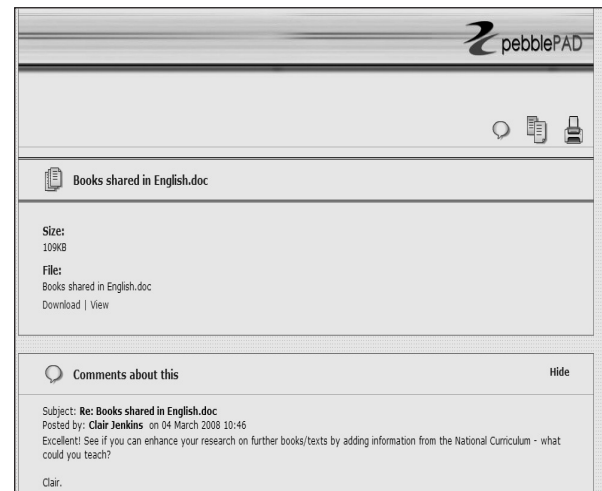 pebblePAD
Books shared in English.doc
Size:
109KB
File:
Books shared in English.doc
Download | View
Comments about this
Hide
Subject: Re: Books shared in English.doc
Posted by: Clair Jenkins on 04 March 2008 10:46
Excellent! See if you can enhance your research on further books/texts by adding information from the National Curriculum - what
could you teach?
Clair.